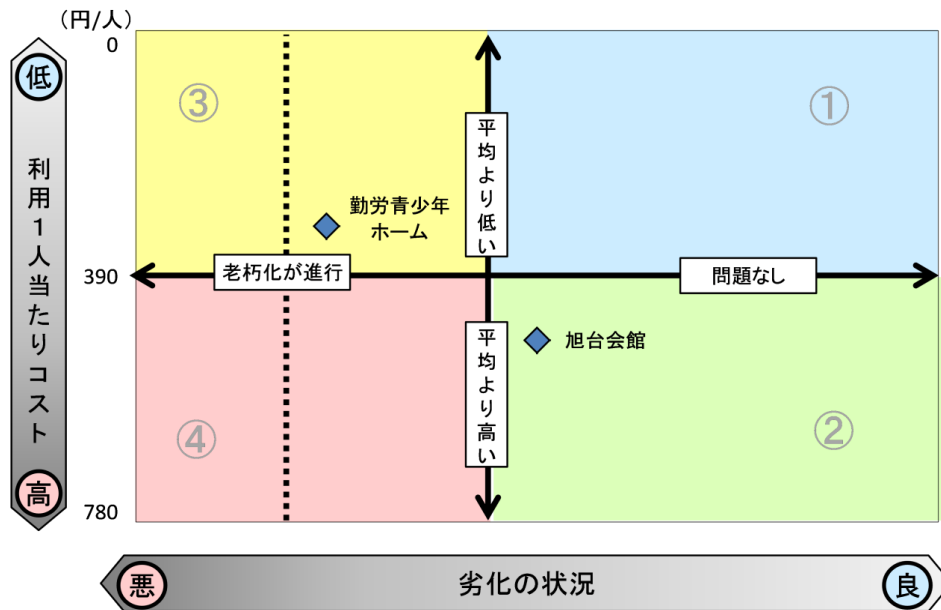 (円/人)
0
低
利用1人当たりコスト
高
390
780
③
①
平均より低い
勤労青少年
ホーム
老朽化が進行
問題なし
平均より高い
旭台会館
④
②
悪
劣化の状況
良